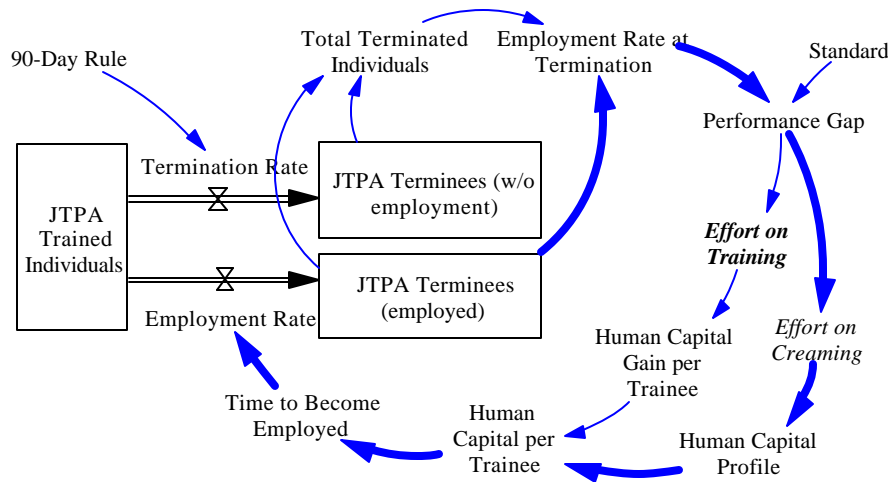 90-Day Rule
Total Terminated
Individuals
Employment Rate at
Termination
Standard
Performance Gap
Termination Rate
JTPA
Trained
Individuals
JTPA Terminees (w/o
employment)
JTPA Terminees
(employed)
Employment Rate
Effort on
Training
Effort on
Creaming
Human Capital
Gain per
Trainee
Time to Become
Employed
Human
Capital per
Trainee
Human Capital
Profile